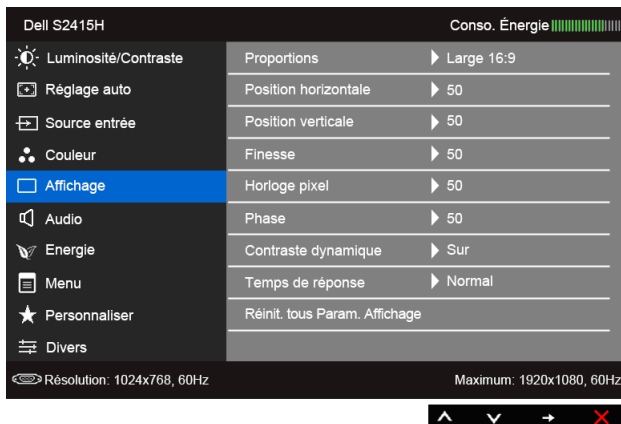 Dell S2415H Conso. Énergie
Luminosité/Contraste Proportions Large 16:9
Réglage auto Position horizontale 50
Source entrée Position verticale 50
Couleur Finesse 50
Affichage Horloge pixel 50
Audio Phase 50
Energie Contraste dynamique Sur
Menu Temps de réponse Normal
Personnaliser Réinit. tous Param. Affichage
Divers
Résolution: 1024x768, 60Hz Maximum: 1920x1080, 60Hz